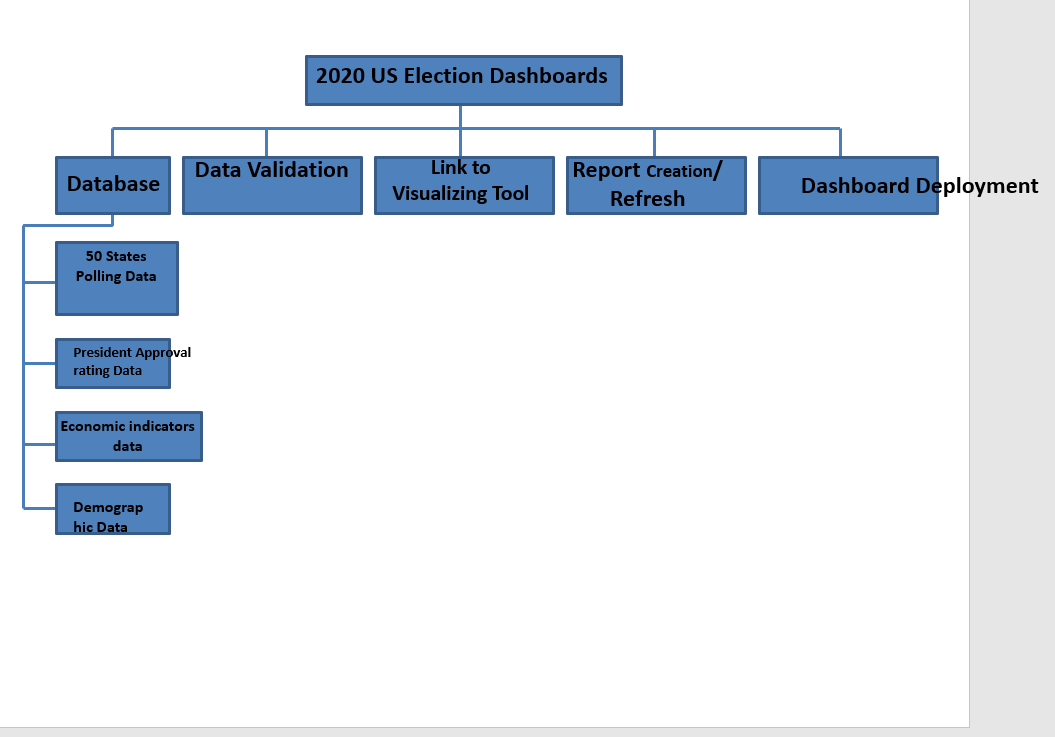 2020 US Election Dashboards
Database
Data Validation
Link to
Visualizing Tool
Report Creation/
Refresh
Dashboard Deployment
50 States
Polling Data
President Approval
rating Data
Economic indicators
data
Demograp
hic Data